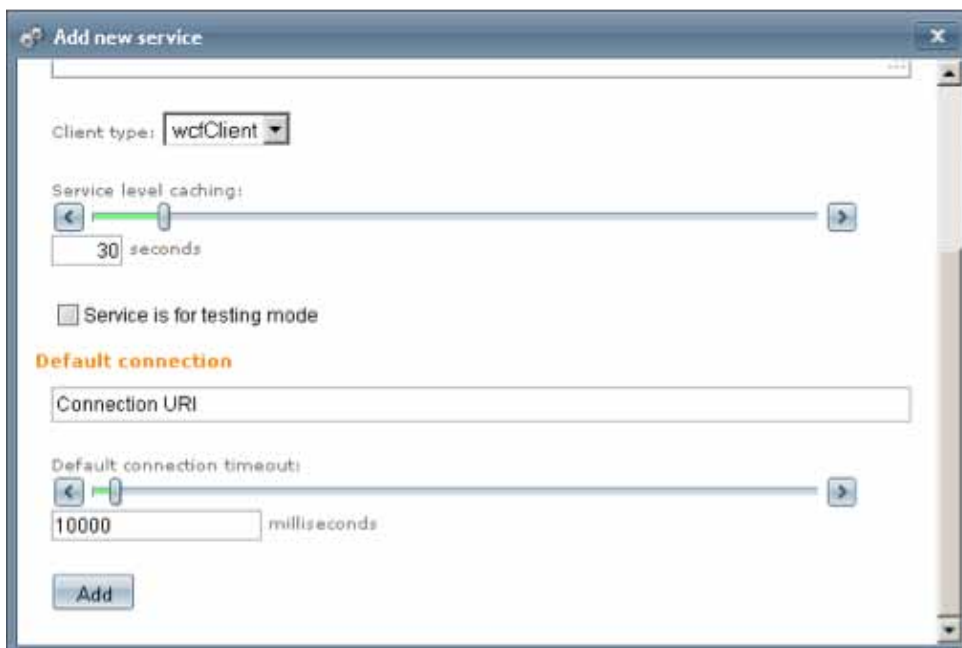 Add new service
Client type: wcfClient
Service level caching:
30 seconds
Service is for testing mode
Default connection
Connection URI
Default connection timeout:
10000 milliseconds
Add